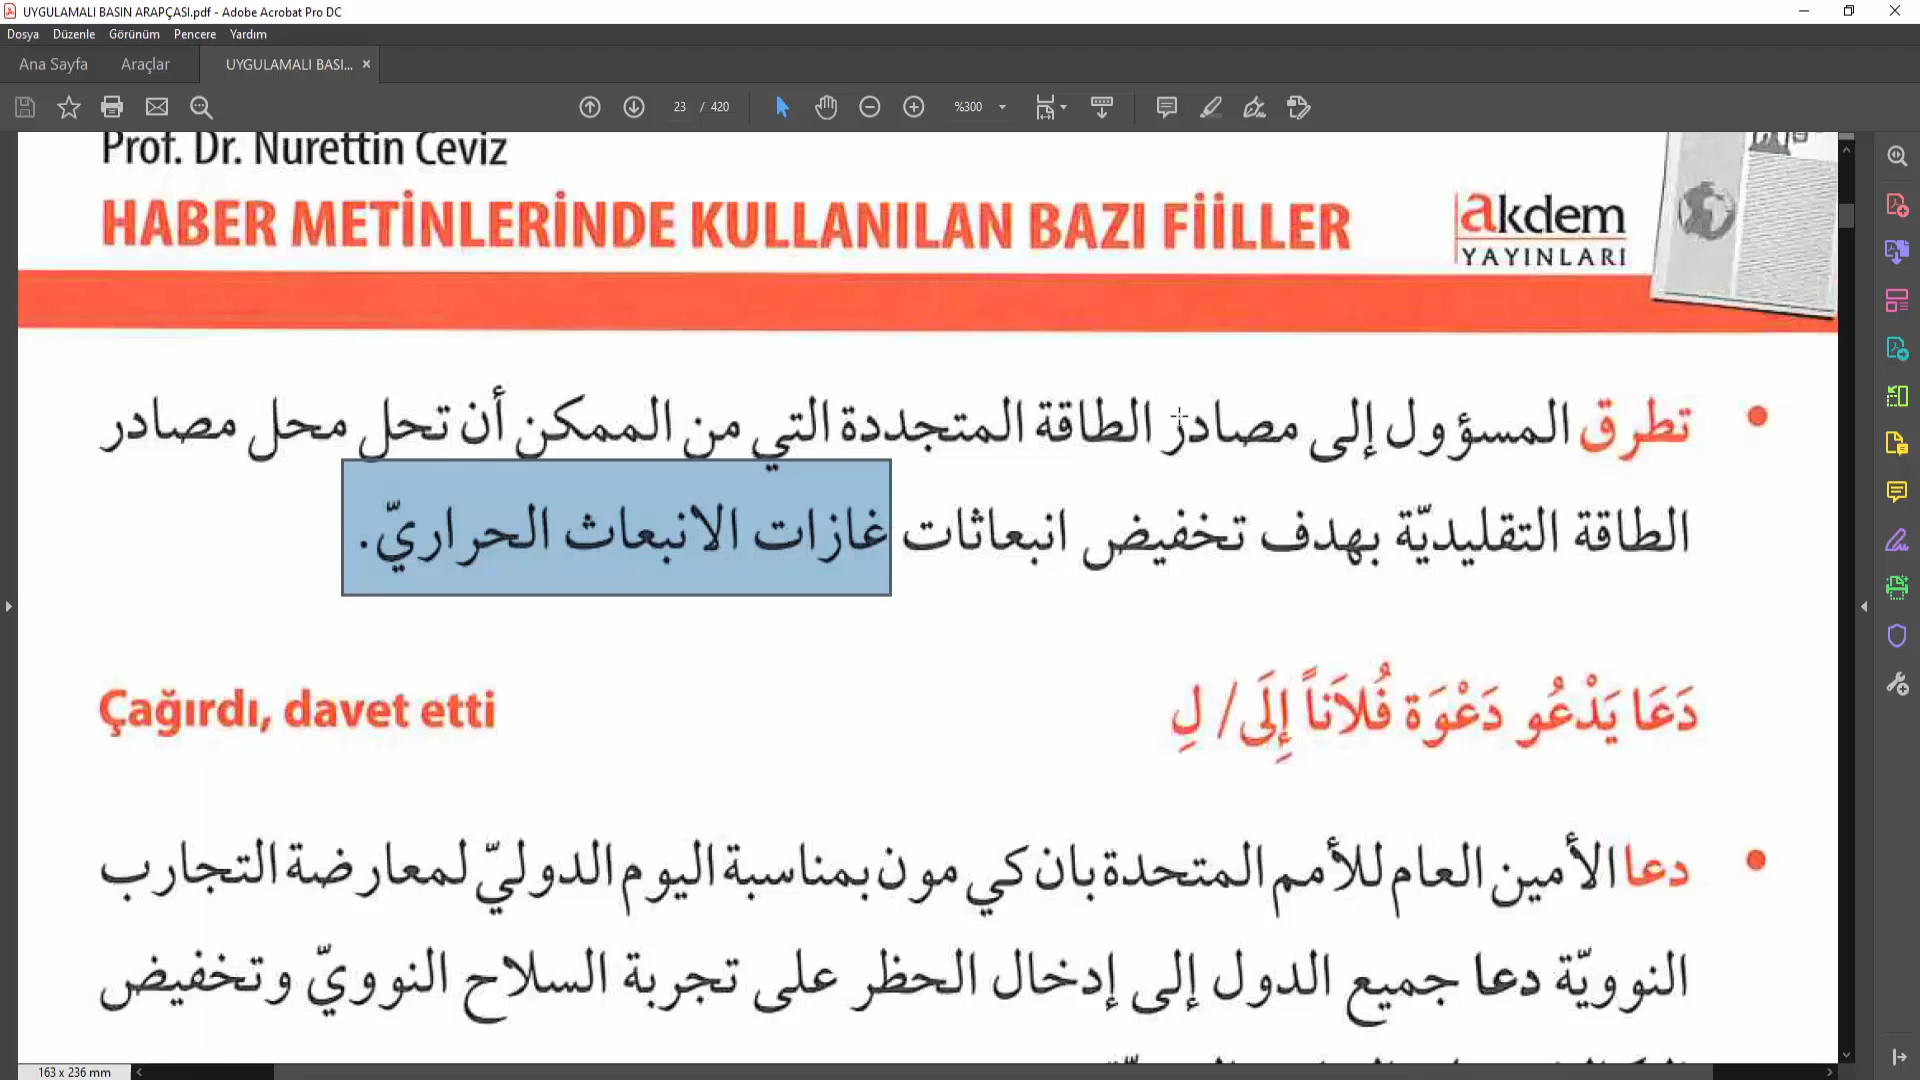 UYGULAMALI BASIN ARAPÇASI.pdf - Adobe Acrobat Pro DC
Dosya Düzenle Görünüm Pencere Yardım
Ana Sayfa Araçlar UYGULAMALI BASI... ×
23 / 420 %300
Prof. Dr. Nurettin Ceviz
HABER METİNLERİNDE KULLANILAN BAZI FİİLLER
akdem
YAYINLARI
• تطرق المسؤول إلى مصادر الطاقة المتجددة التي من الممكن أن تحل محل مصادر
الطاقة التقليديّة بهدف تخفيض انبعاثات غازات الانبعاث الحراريّ.
دَعَا يَدْعُو دَعْوَة فُلاَناً إِلَى/ لِ
Çağırdı, davet etti
• دعا الأمين العام للأمم المتحدة بان كي مون بمناسبة اليوم الدوليّ لمعارضة التجارب
النوويّة دعا جميع الدول إلى إدخال الحظر على تجربة السلاح النوويّ وتخفيض
163 x 236 mm